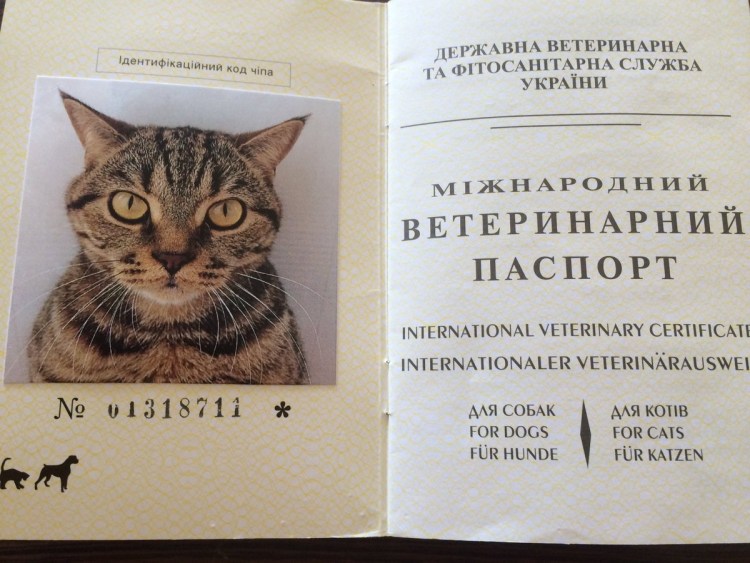 Ідентифікаційний код чіпа
№ 01318711 *
ДЕРЖАВНА ВЕТЕРИНАРНА
ТА ФІТОСАНІТАРНА СЛУЖБА
УКРАЇНИ
МІЖНАРОДНИЙ
ВЕТЕРИНАРНИЙ
ПАСПОРТ
INTERNATIONAL VETERINARY CERTIFICATE
INTERNATIONALER VETERINÄRAUSWEI
ДЛЯ СОБАК
FOR DOGS
FÜR HUNDE
ДЛЯ КОТІВ
FOR CATS
FÜR KATZEN